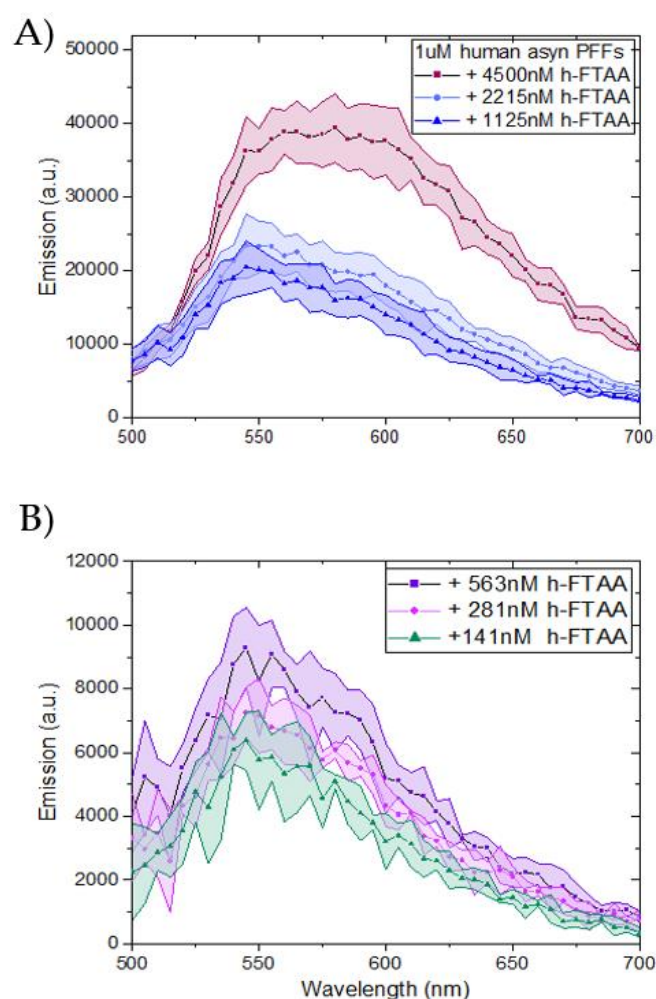 A)
1uM human asyn PFFs
+ 4500nM h-FTAA
+ 2215nM h-FTAA
+ 1125nM h-FTAA
50000
40000
30000
20000
10000
0
Emission (a.u.)
500 550 600 650 700
B)
+ 563nM h-FTAA
+ 281nM h-FTAA
+141nM h-FTAA
12000
10000
8000
6000
4000
2000
0
Emission (a.u.)
500 550 600 650 700
Wavelength (nm)